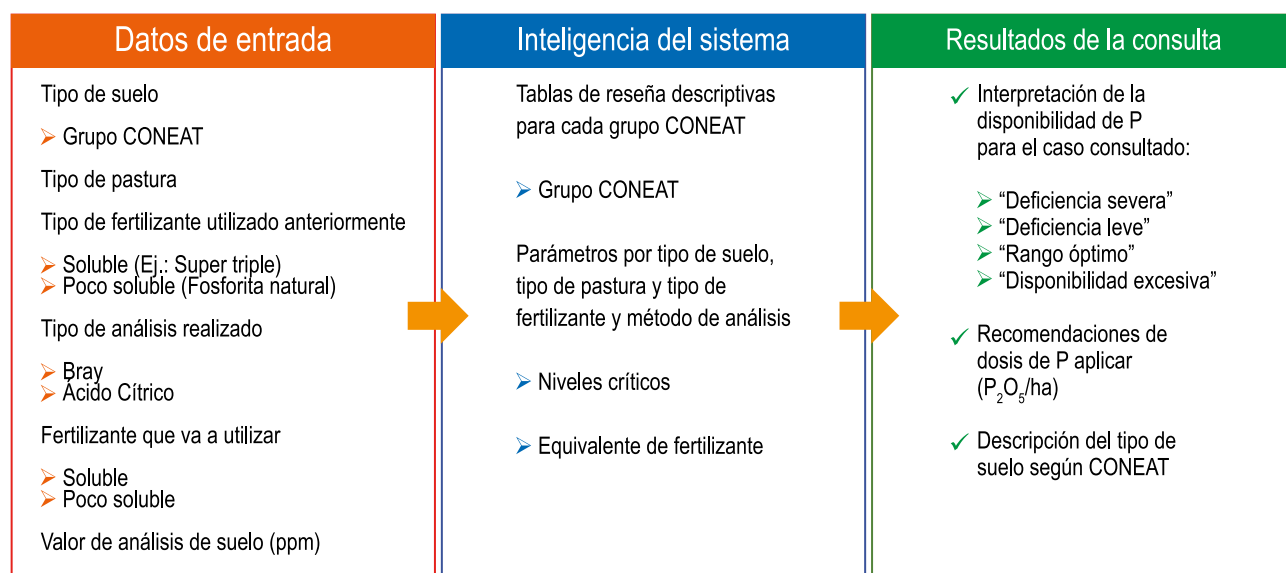 Datos de entrada
Tipo de suelo
Grupo CONEAT
Tipo de pastura
Tipo de fertilizante utilizado anteriormente
Soluble (Ej.: Super triple)
Poco soluble (Fosforita natural)
Tipo de análisis realizado
Bray
Ácido Cítrico
Fertilizante que va a utilizar
Soluble
Poco soluble
Valor de análisis de suelo (ppm)
Inteligencia del sistema
Tablas de reseña descriptivas
para cada grupo CONEAT
Grupo CONEAT
Parámetros por tipo de suelo,
tipo de pastura y tipo de
fertilizante y método de análisis
Niveles críticos
Equivalente de fertilizante
Resultados de la consulta
Interpretación de la
disponibilidad de P
para el caso consultado:
“Deficiencia severa”
“Deficiencia leve”
“Rango óptimo”
“Disponibilidad excesiva”
Recomendaciones de
dosis de P aplicar
(P₂O₅/ha)
Descripción del tipo de
suelo según CONEAT